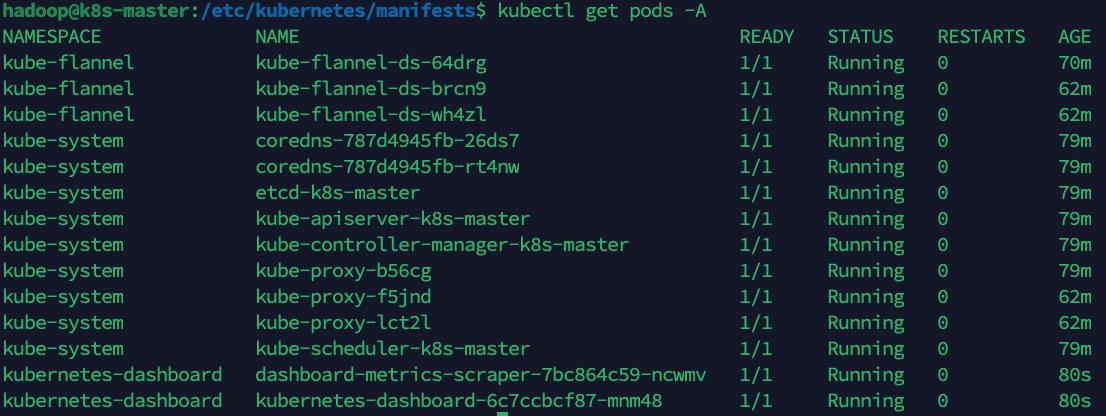 hadoop@k8s-master:/etc/kubernetes/manifests$ kubectl get pods -A
NAMESPACE NAME READY STATUS RESTARTS AGE
kube-flannel kube-flannel-ds-64drg 1/1 Running 0 70m
kube-flannel kube-flannel-ds-brcn9 1/1 Running 0 62m
kube-flannel kube-flannel-ds-wh4zl 1/1 Running 0 62m
kube-system coredns-787d4945fb-26ds7 1/1 Running 0 79m
kube-system coredns-787d4945fb-rt4nw 1/1 Running 0 79m
kube-system etcd-k8s-master 1/1 Running 0 79m
kube-system kube-apiserver-k8s-master 1/1 Running 0 79m
kube-system kube-controller-manager-k8s-master 1/1 Running 0 79m
kube-system kube-proxy-b56cg 1/1 Running 0 79m
kube-system kube-proxy-f5jnd 1/1 Running 0 62m
kube-system kube-proxy-lct2l 1/1 Running 0 62m
kube-system kube-scheduler-k8s-master 1/1 Running 0 79m
kubernetes-dashboard dashboard-metrics-scraper-7bc864c59-ncwmv 1/1 Running 0 80s
kubernetes-dashboard kubernetes-dashboard-6c7ccbcf87-mnm48 1/1 Running 0 80s